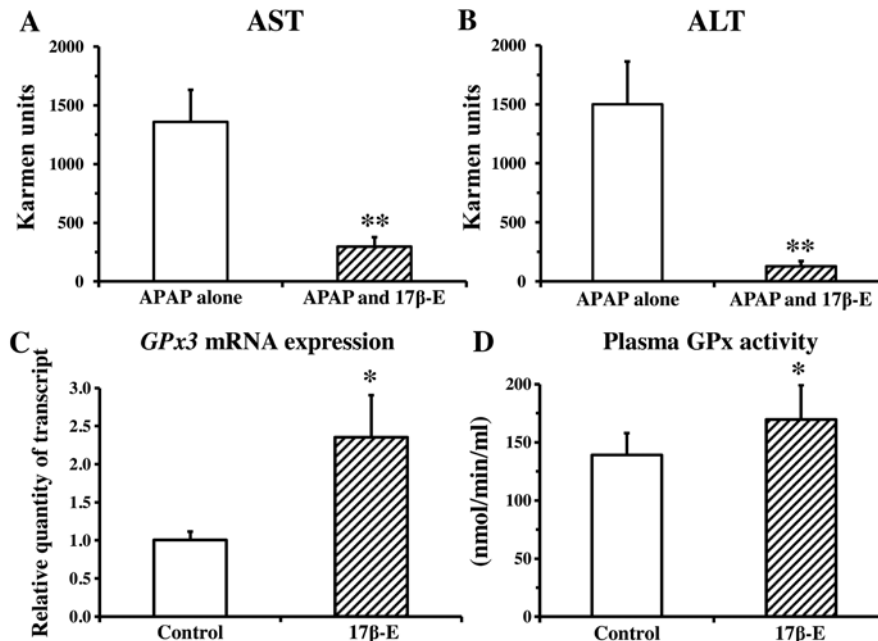 A
AST
Karmen units
2000
1500
1000
500
0
**
APAP alone
APAP and 17β-E
B
ALT
Karmen units
2000
1500
1000
500
0
**
APAP alone
APAP and 17β-E
C
GPx3 mRNA expression
Relative quantity of transcript
3.0
2.5
2.0
1.5
1.0
0.5
0.0
*
Control
17β-E
D
Plasma GPx activity
(nmol/min/ml)
200
150
100
50
0
*
Control
17β-E